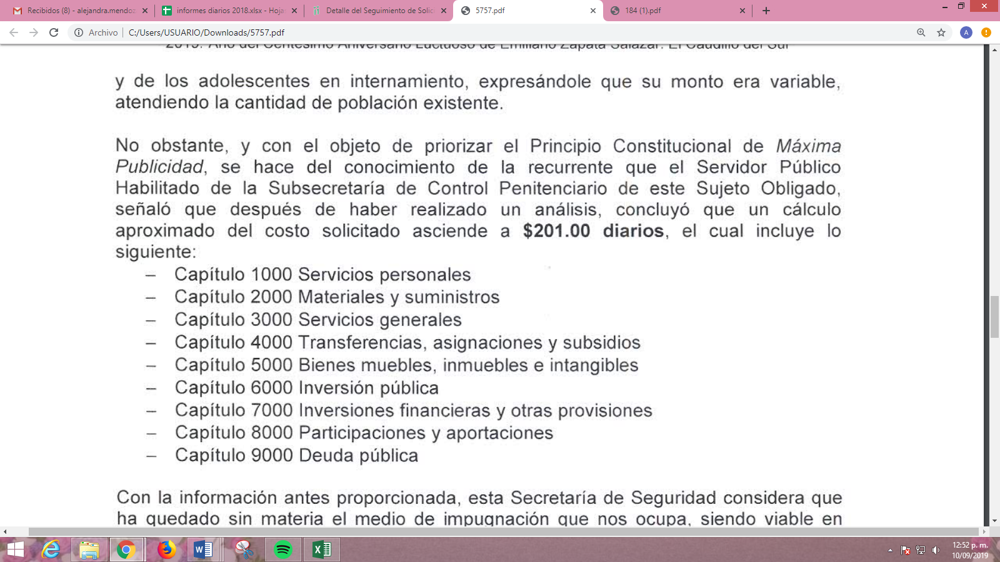 Recibidos (8) - alejandra.mendoz
informes diarios 2018.xlsx - Hoja
Detalle del Seguimiento de Solic
5757.pdf
184 (1).pdf
Archivo
C:/Users/USUARIO/Downloads/5757.pdf
A
2019. Año del Centésimo Aniversario Luctuoso de Emiliano Zapata Salazar. El Caudillo del Sur
y de los adolescentes en internamiento, expresándole que su monto era variable,
atendiendo la cantidad de población existente.
No obstante, y con el objeto de priorizar el Principio Constitucional de Máxima
Publicidad, se hace del conocimiento de la recurrente que el Servidor Público
Habilitado de la Subsecretaría de Control Penitenciario de este Sujeto Obligado,
señaló que después de haber realizado un análisis, concluyó que un cálculo
aproximado del costo solicitado asciende a $201.00 diarios, el cual incluye lo
siguiente:
– Capítulo 1000 Servicios personales
– Capítulo 2000 Materiales y suministros
– Capítulo 3000 Servicios generales
– Capítulo 4000 Transferencias, asignaciones y subsidios
– Capítulo 5000 Bienes muebles, inmuebles e intangibles
– Capítulo 6000 Inversión pública
– Capítulo 7000 Inversiones financieras y otras provisiones
– Capítulo 8000 Participaciones y aportaciones
– Capítulo 9000 Deuda pública
Con la información antes proporcionada, esta Secretaría de Seguridad considera que
ha quedado sin materia el medio de impugnación que nos ocupa, siendo viable en
12:52 p. m.
10/09/2019